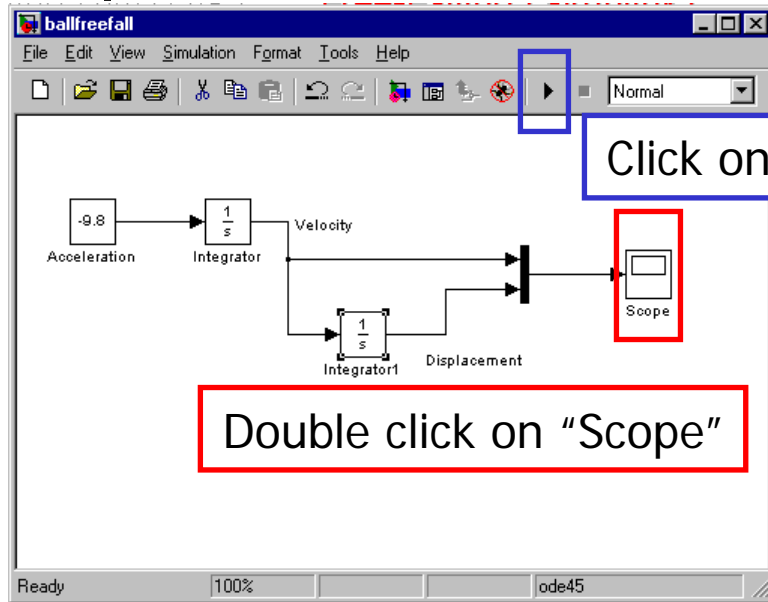 ballfreefall
File Edit View Simulation Format Tools Help
Normal
Click on
-9.8
1
s
Velocity
Acceleration
Integrator
Scope
1
s
Integrator1
Displacement
Double click on “Scope”
Ready 100% ode45